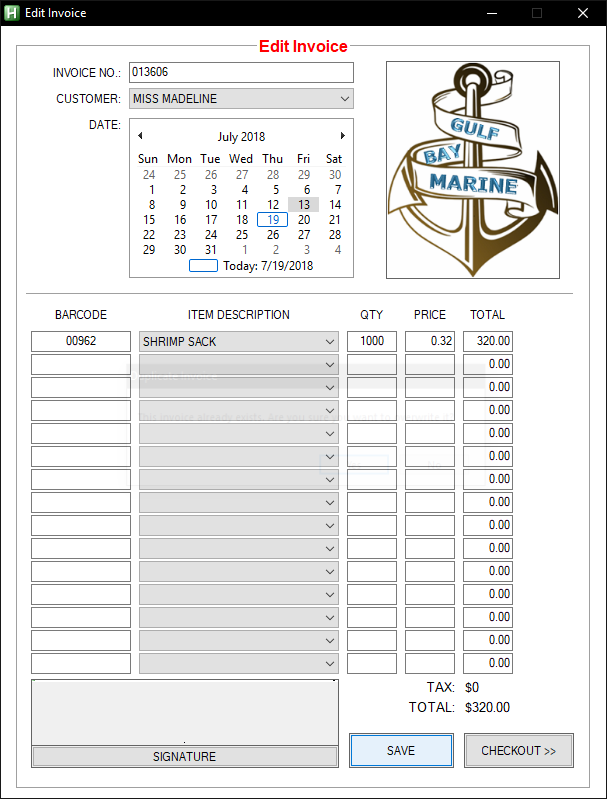 Edit Invoice
Edit Invoice
INVOICE NO.: 013606
CUSTOMER: MISS MADELINE
DATE:
July 2018
Sun Mon Tue Wed Thu Fri Sat
24 25 26 27 28 29 30
1 2 3 4 5 6 7
8 9 10 11 12 13 14
15 16 17 18 19 20 21
22 23 24 25 26 27 28
29 30 31 1 2 3 4
Today: 7/19/2018
GULF
BAY
MARINE
BARCODE ITEM DESCRIPTION QTY PRICE TOTAL
00962 SHRIMP SACK 1000 0.32 320.00
0.00
0.00
0.00
0.00
0.00
0.00
0.00
0.00
0.00
0.00
0.00
0.00
0.00
0.00
TAX: $0
TOTAL: $320.00
SIGNATURE
SAVE
CHECKOUT >>